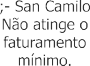 ;- San Camilo
Não atinge o
faturamento
mínimo.